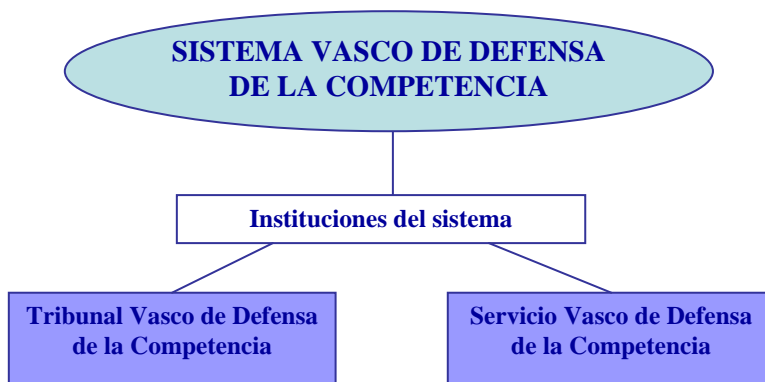 SISTEMA VASCO DE DEFENSA
DE LA COMPETENCIA
Instituciones del sistema
Tribunal Vasco de Defensa
de la Competencia
Servicio Vasco de Defensa
de la Competencia